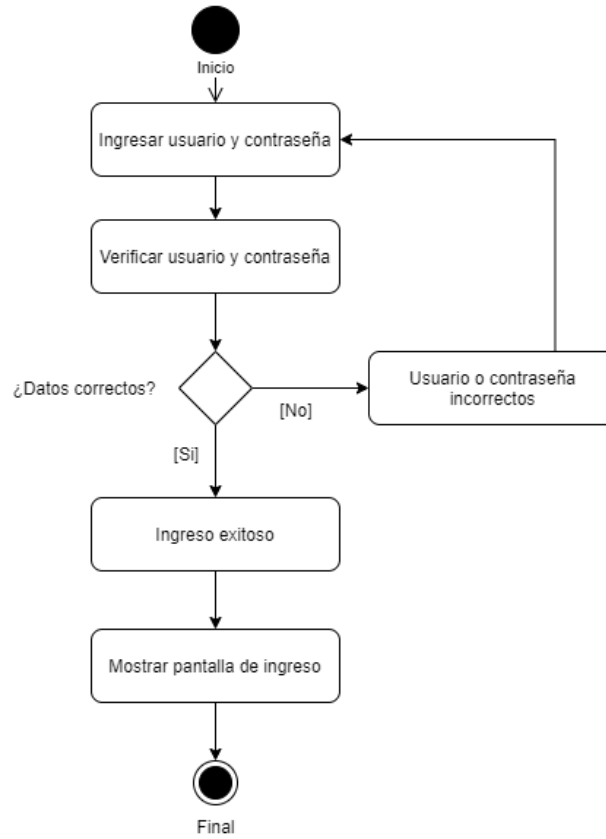 Inicio
Ingresar usuario y contraseña
Verificar usuario y contraseña
¿Datos correctos?
[No]
Usuario o contraseña
incorrectos
[Si]
Ingreso exitoso
Mostrar pantalla de ingreso
Final